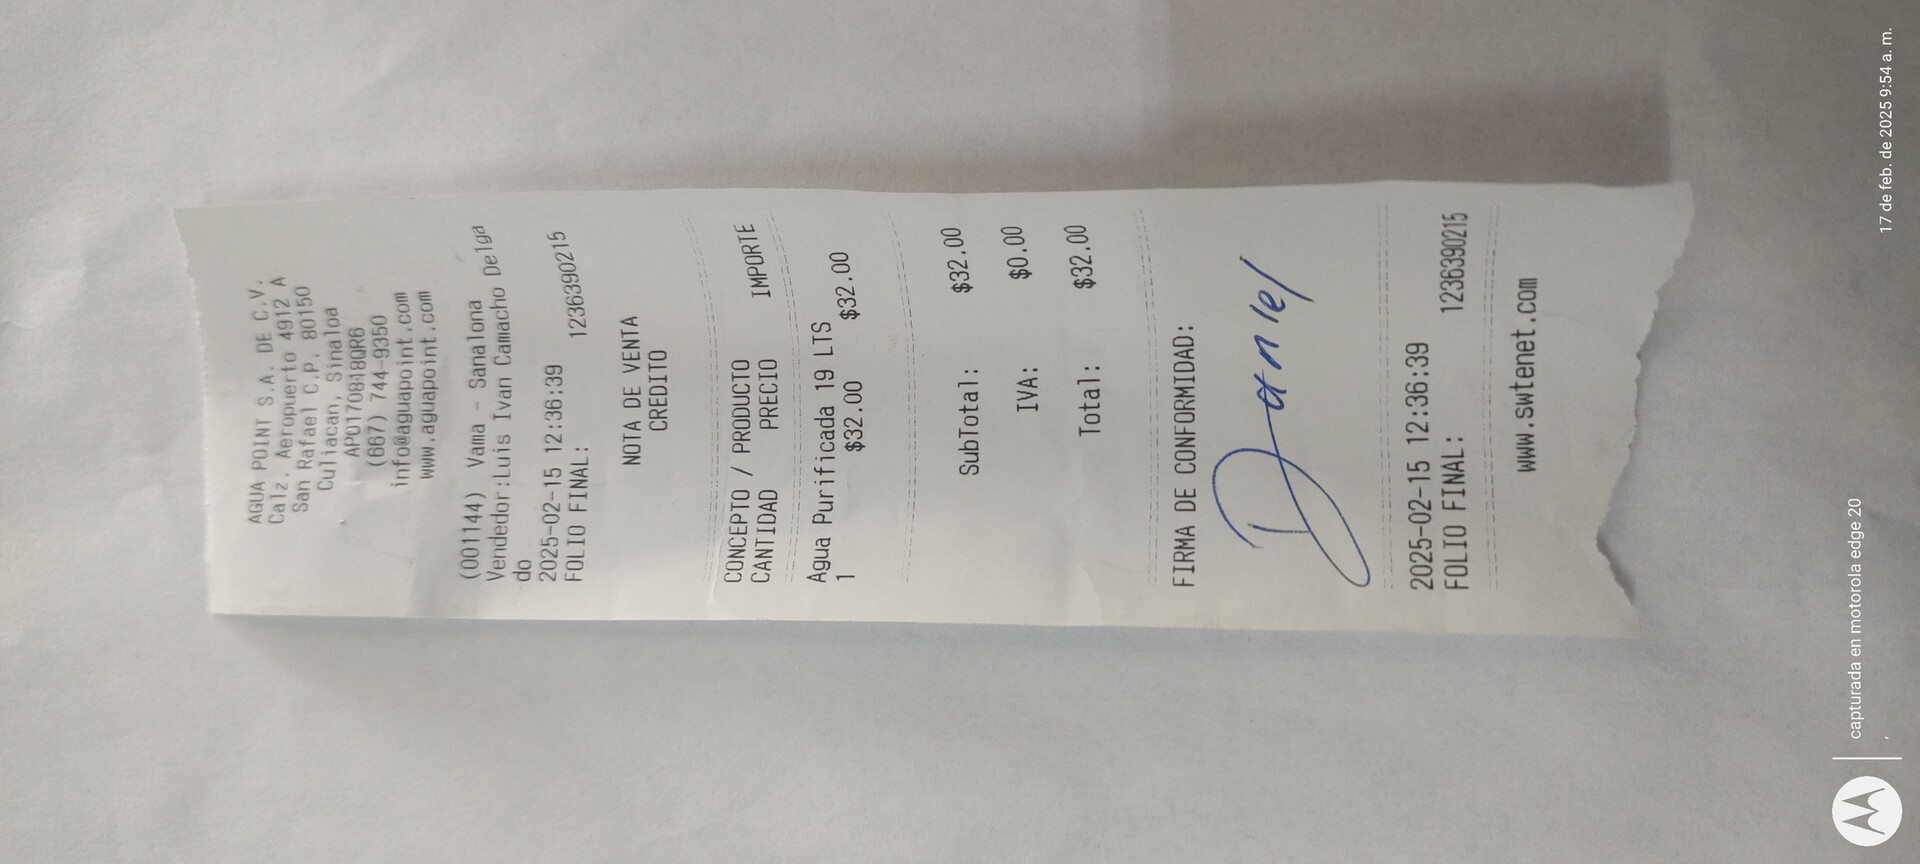 AGUA POINT S.A. DE C.V.
Calz. Aeropuerto 4912 A
San Rafael C.P. 80150
Culiacan, Sinaloa
APO170818QR6
(667) 744-9350
info@aguapoint.com
www.aguapoint.com
(001144) Vama - Sanalona
Vendedor:Luis Ivan Camacho Delga
do
2025-02-15 12:36:39
FOLIO FINAL: 1236390215
NOTA DE VENTA
CREDITO
CONCEPTO / PRODUCTO
CANTIDAD PRECIO IMPORTE
Agua Purificada 19 LTS
1 $32.00 $32.00
SubTotal: $32.00
IVA: $0.00
Total: $32.00
FIRMA DE CONFORMIDAD:
Daniel
2025-02-15 12:36:39
FOLIO FINAL: 1236390215
www.swtenet.com
capturada en motorola edge 20
17 de feb. de 2025 9:54 a. m.